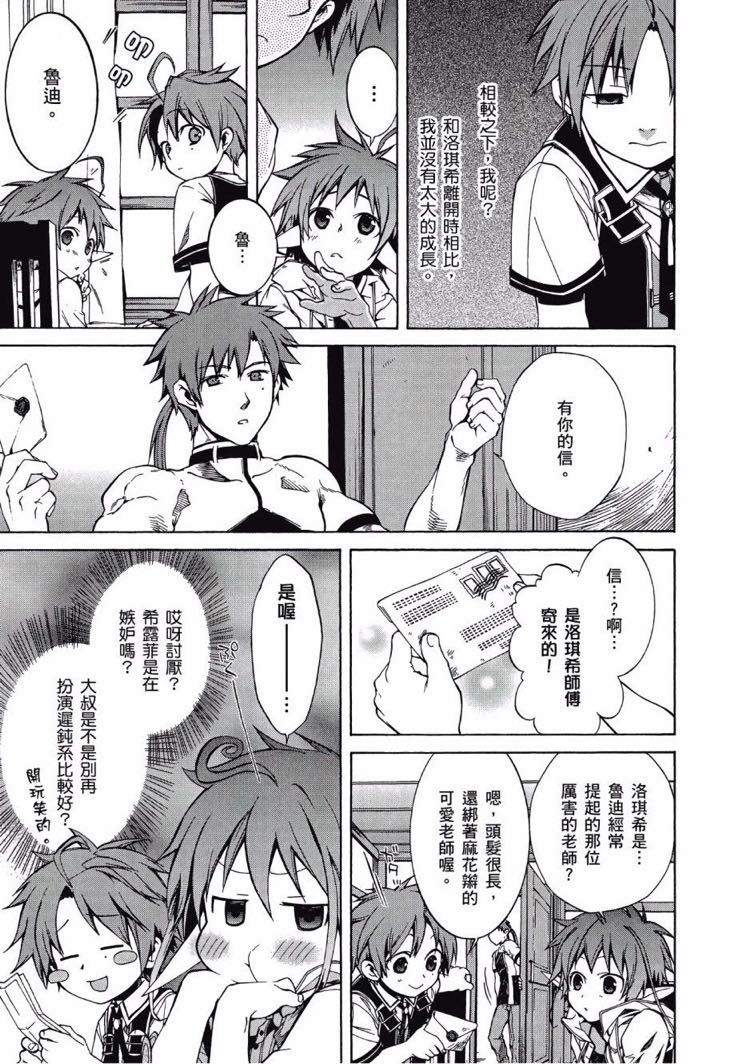 相較之下，我呢？
和洛琪希離開時相比，
我並沒有太大的成長。
…
魯…
叩
叩
魯迪。
有你的信。
信…？啊…
是洛琪希師傅
寄來的！
是喔
哎呀討厭？
希露菲是在
嫉妒嗎？
大叔是不是別再
扮演遲鈍系比較好？
開玩笑的。
洛琪希是…
魯迪經常
提起的那位
厲害的老師？
嗯，頭髮很長，
還綁著麻花辮的
可愛老師喔。